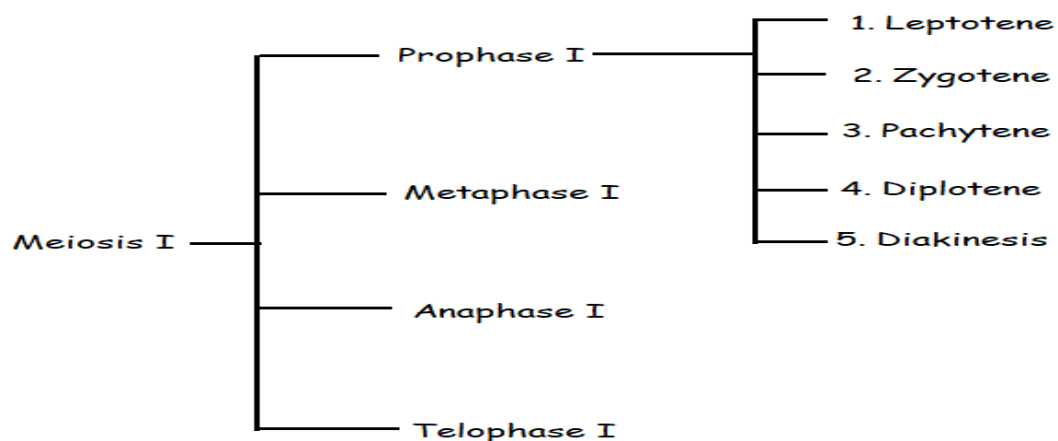 Meiosis I
Prophase I
Metaphase I
Anaphase I
Telophase I
1. Leptotene
2. Zygotene
3. Pachytene
4. Diplotene
5. Diakinesis